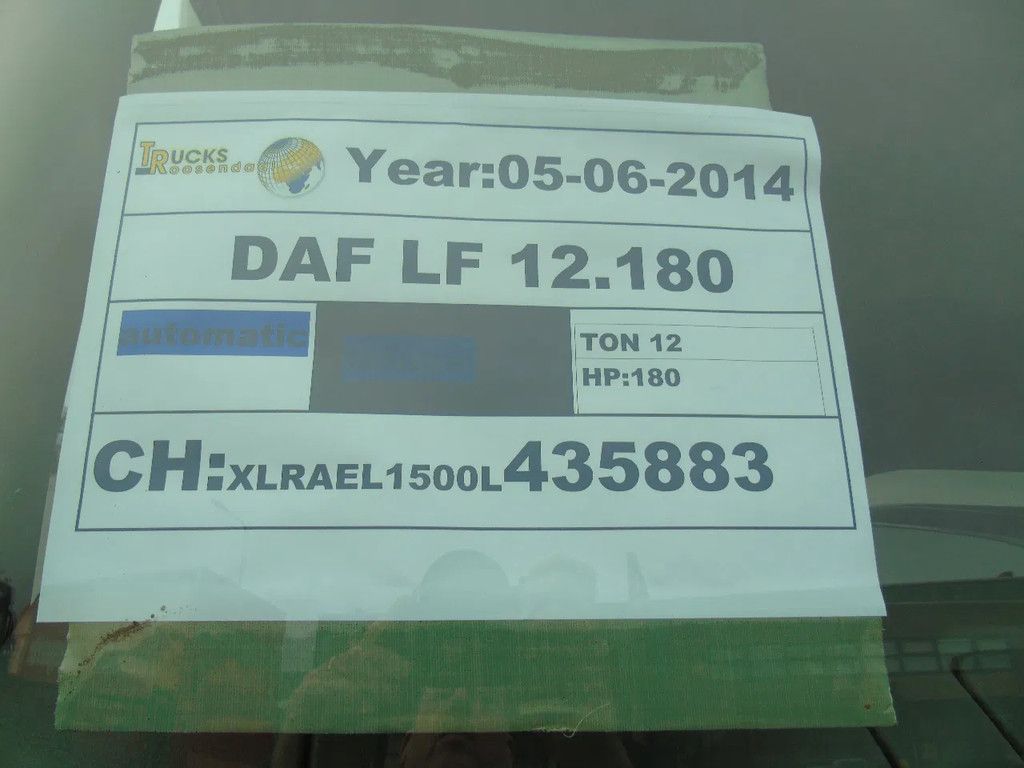 TRUCKS
Roosendaal
Year:05-06-2014
DAF LF 12.180
automatic
TON 12
HP:180
CH:XLRAEL1500L435883